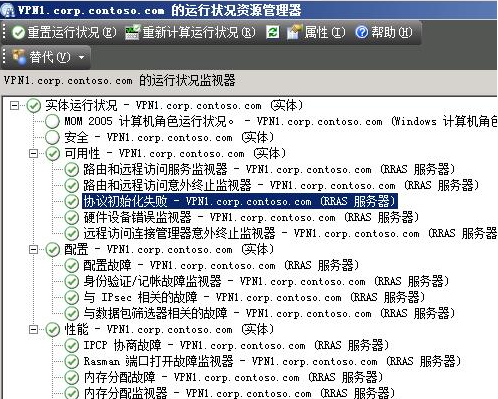 VPN1.corp.contoso.com 的运行状况资源管理器
重置运行状况(E) 重新计算运行状况(R) 属性(I) 帮助(H)
替代(V)
VPN1.corp.contoso.com 的运行状况监视器
实体运行状况 - VPN1.corp.contoso.com (实体)
MOM 2005 计算机角色运行状况。 - VPN1.corp.contoso.com (Windows 计算机角色
安全 - VPN1.corp.contoso.com (实体)
可用性 - VPN1.corp.contoso.com (实体)
路由和远程访问服务监视器 - VPN1.corp.contoso.com (RRAS 服务器)
路由和远程访问意外终止监视器 - VPN1.corp.contoso.com (RRAS 服务器)
协议初始化失败 - VPN1.corp.contoso.com (RRAS 服务器)
硬件设备错误监视器 - VPN1.corp.contoso.com (RRAS 服务器)
远程访问连接管理器意外终止监视器 - VPN1.corp.contoso.com (RRAS 服务器
配置 - VPN1.corp.contoso.com (实体)
配置故障 - VPN1.corp.contoso.com (RRAS 服务器)
身份验证/记帐故障监视器 - VPN1.corp.contoso.com (RRAS 服务器)
与 IPsec 相关的故障 - VPN1.corp.contoso.com (RRAS 服务器)
与数据包筛选器相关的故障 - VPN1.corp.contoso.com (RRAS 服务器)
性能 - VPN1.corp.contoso.com (实体)
IPCP 协商故障 - VPN1.corp.contoso.com (RRAS 服务器)
Rasman 端口打开故障监视器 - VPN1.corp.contoso.com (RRAS 服务器)
内存分配故障 - VPN1.corp.contoso.com (RRAS 服务器)
内存分配监视器 - VPN1.corp.contoso.com (RRAS 服务器)